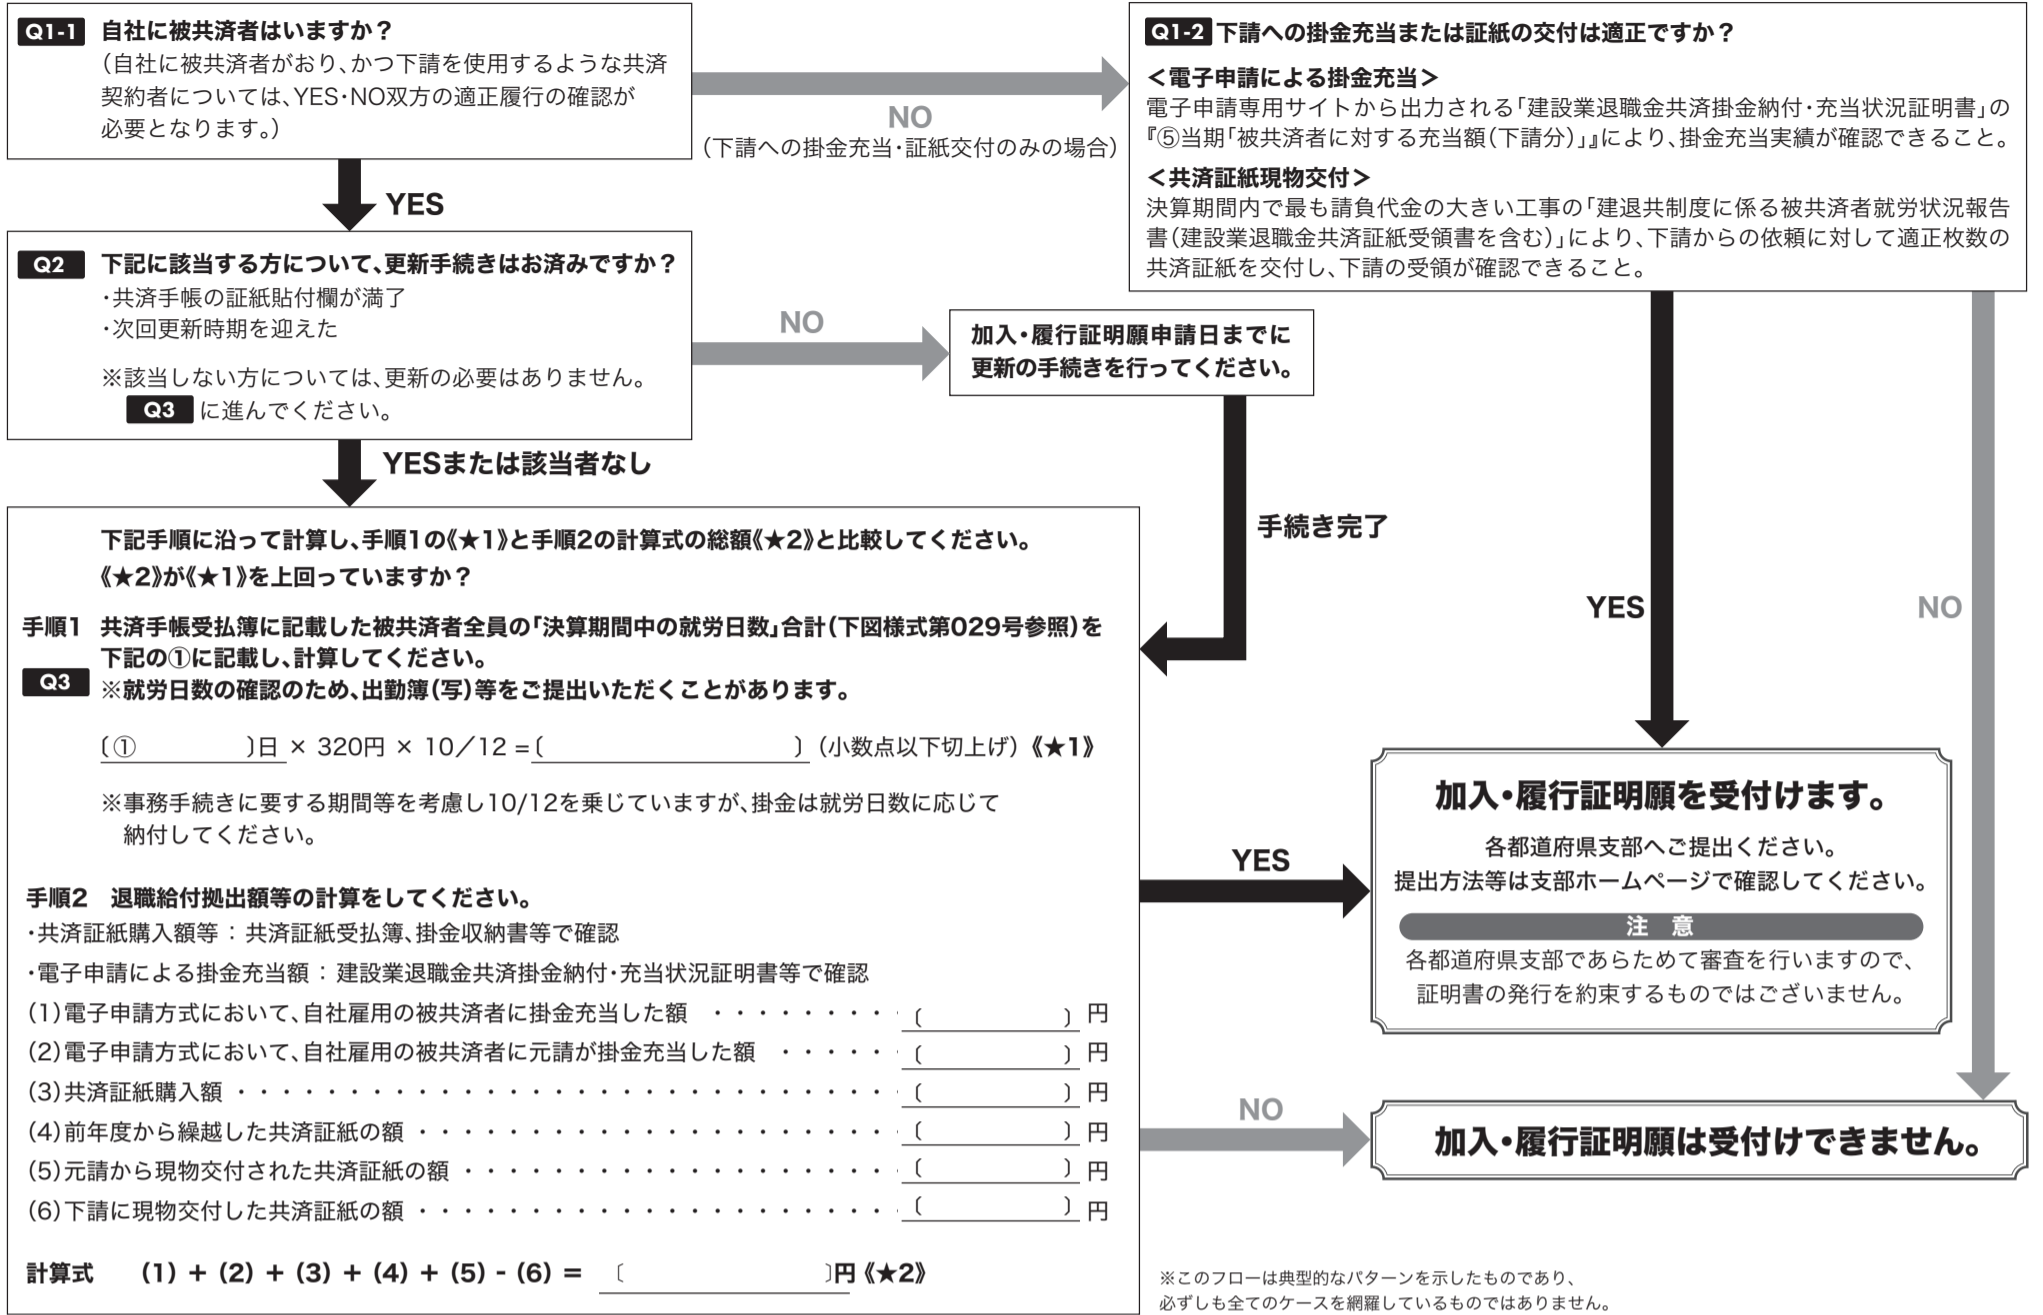 Q1-1 自社に被共済者はいますか？
（自社に被共済者がおり、かつ下請を使用するような共済
契約者については、YES・NO双方の適正履行の確認が
必要となります。）
NO
（下請への掛金充当・証紙交付のみの場合）
Q1-2 下請への掛金充当または証紙の交付は適正ですか？
＜電子申請による掛金充当＞
電子申請専用サイトから出力される「建設業退職金共済掛金納付・充当状況証明書」の
『⑤当期「被共済者に対する充当額（下請分）」』により、掛金充当実績が確認できること。
＜共済証紙現物交付＞
決算期間内で最も請負代金の大きい工事の「建退共制度に係る被共済者就労状況報告
書（建設業退職金共済証紙受領書を含む）」により、下請からの依頼に対して適正枚数の
共済証紙を交付し、下請の受領が確認できること。
YES
Q2 下記に該当する方について、更新手続きはお済みですか？
・共済手帳の証紙貼付欄が満了
・次回更新時期を迎えた
※該当しない方については、更新の必要はありません。
Q3 に進んでください。
NO
加入・履行証明願申請日までに
更新の手続きを行ってください。
YESまたは該当者なし
手続き完了
YES
NO
下記手順に沿って計算し、手順1の《★1》と手順2の計算式の総額《★2》と比較してください。
《★2》が《★1》を上回っていますか？
手順1 共済手帳受払簿に記載した被共済者全員の「決算期間中の就労日数」合計（下図様式第029号参照）を
下記の①に記載し、計算してください。
Q3 ※就労日数の確認のため、出勤簿（写）等をご提出いただくことがあります。
〔① 〕日 × 320円 × 10／12 =〔 〕（小数点以下切上げ）《★1》
※事務手続きに要する期間等を考慮し10/12を乗じていますが、掛金は就労日数に応じて
納付してください。
手順2 退職給付拠出額等の計算をしてください。
・共済証紙購入額等：共済証紙受払簿、掛金収納書等で確認
・電子申請による掛金充当額：建設業退職金共済掛金納付・充当状況証明書等で確認
（1）電子申請方式において、自社雇用の被共済者に掛金充当した額 ・・・・・・・・〔 〕円
（2）電子申請方式において、自社雇用の被共済者に元請が掛金充当した額 ・・・・・・〔 〕円
（3）共済証紙購入額 ・・・・・・・・・・・・・・・・・・・・・・・・・〔 〕円
（4）前年度から繰越した共済証紙の額 ・・・・・・・・・・・・・・・・・・〔 〕円
（5）元請から現物交付された共済証紙の額 ・・・・・・・・・・・・・・・・〔 〕円
（6）下請に現物交付した共済証紙の額 ・・・・・・・・・・・・・・・・・・〔 〕円
計算式 （1）+（2）+（3）+（4）+（5）-（6）= 〔 〕円《★2》
YES
加入・履行証明願を受付けます。
各都道府県支部へご提出ください。
提出方法等は支部ホームページで確認してください。
注 意
各都道府県支部であらためて審査を行いますので、
証明書の発行を約束するものではございません。
NO
加入・履行証明願は受付けできません。
※このフローは典型的なパターンを示したものであり、
必ずしも全てのケースを網羅しているものではありません。